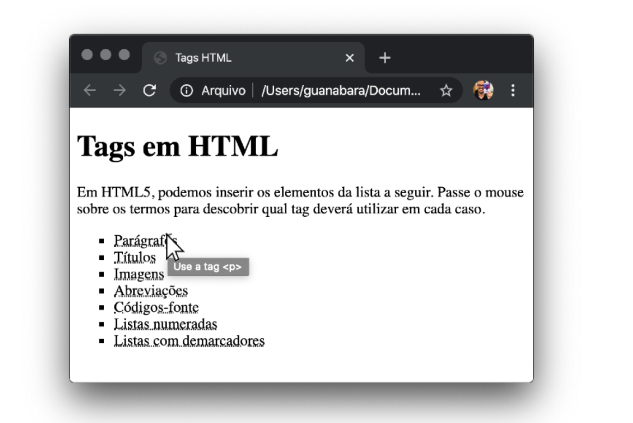 Tags HTML
Arquivo | /Users/guanabara/Docum...
Tags em HTML
Em HTML5, podemos inserir os elementos da lista a seguir. Passe o mouse
sobre os termos para descobrir qual tag deverá utilizar em cada caso.
Parágrafos
Títulos
Use a tag <p>
Imagens
Abreviações
Códigos-fonte
Listas numeradas
Listas com demarcadores